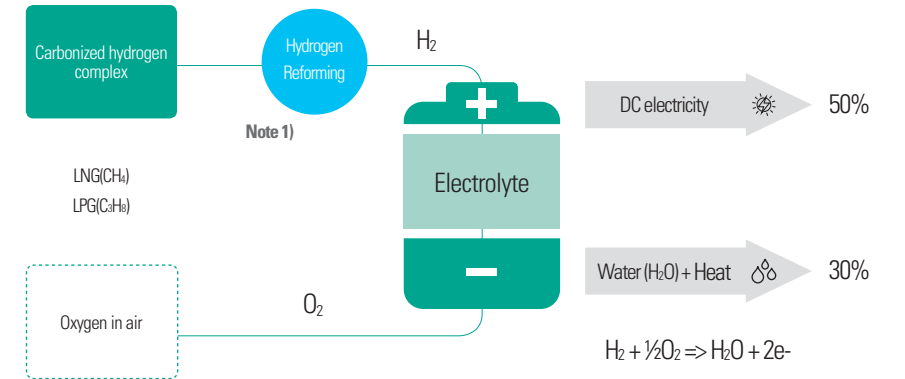 Carbonized hydrogen
complex
Hydrogen
Reforming
H₂
Note 1)
LNG(CH₄)
LPG(C₃H₈)
Electrolyte
DC electricity
50%
Water (H₂O) + Heat
30%
Oxygen in air
O₂
H₂ + ½O₂ => H₂O + 2e-